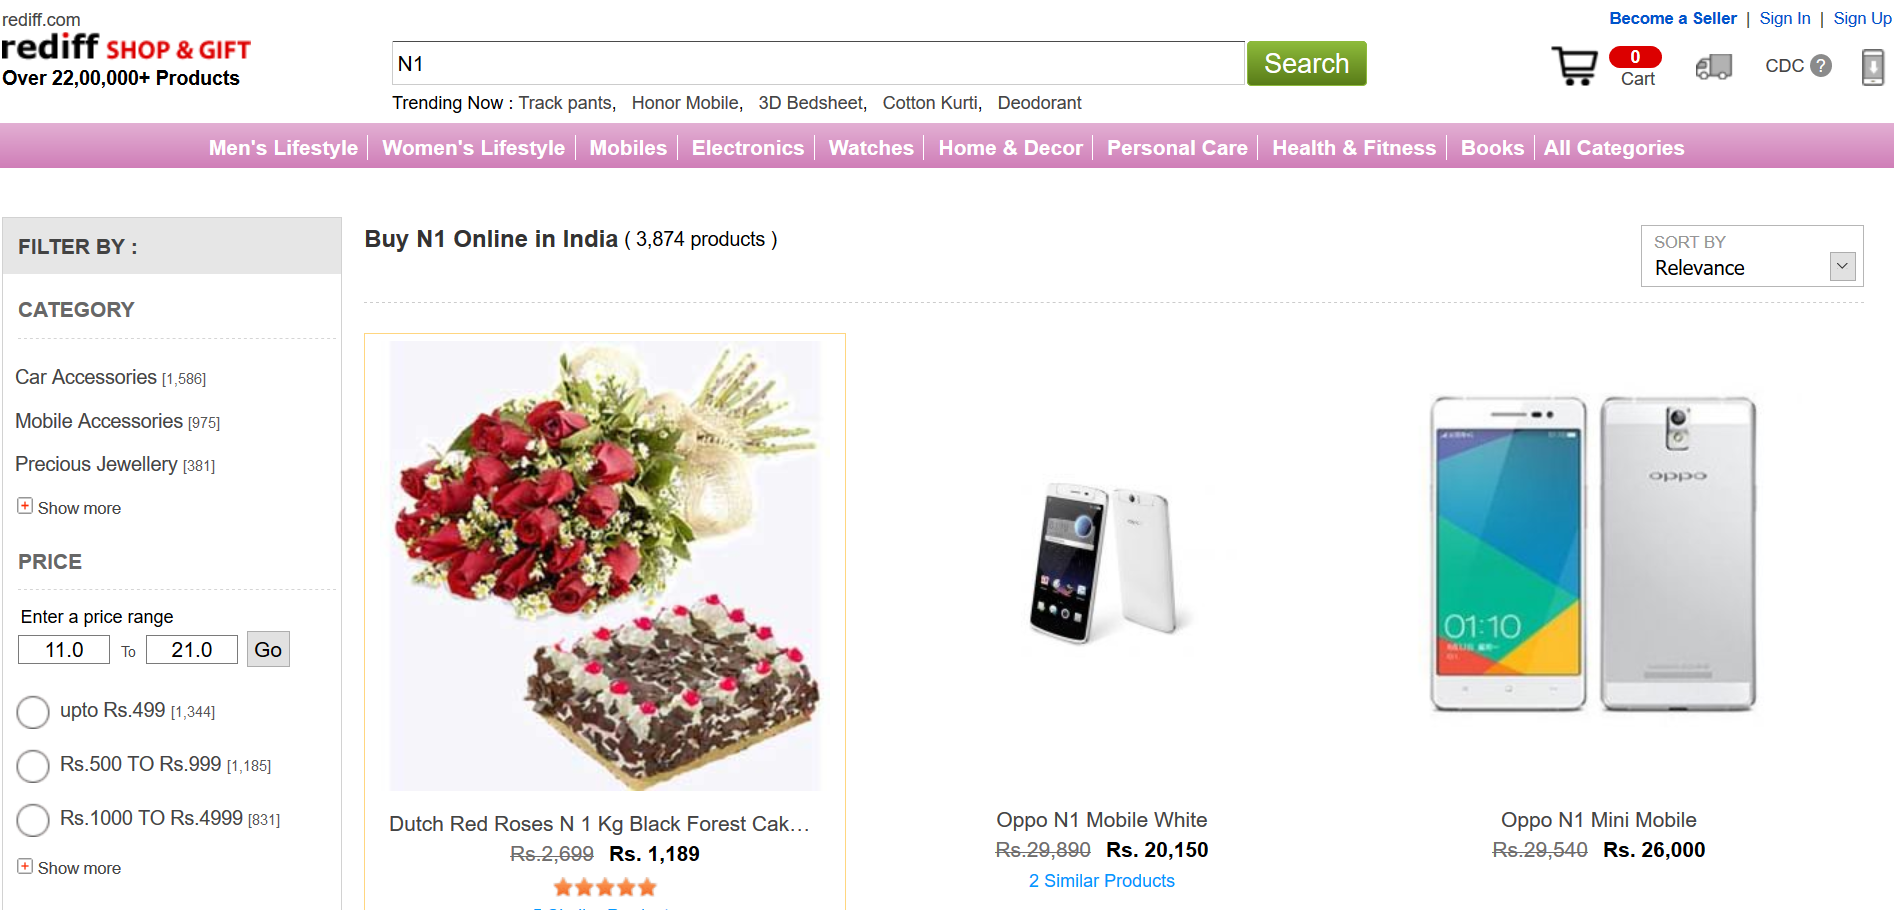 rediff.com
rediff SHOP & GIFT
Over 22,00,000+ Products
N1
Search
Trending Now : Track pants, Honor Mobile, 3D Bedsheet, Cotton Kurti, Deodorant
Become a Seller | Sign In | Sign Up
0
Cart
CDC ?
Men's Lifestyle Women's Lifestyle Mobiles Electronics Watches Home & Decor Personal Care Health & Fitness Books All Categories
FILTER BY :
CATEGORY
Car Accessories [1,586]
Mobile Accessories [975]
Precious Jewellery [381]
Show more
PRICE
Enter a price range
11.0 To 21.0 Go
upto Rs.499 [1,344]
Rs.500 TO Rs.999 [1,185]
Rs.1000 TO Rs.4999 [831]
Show more
Buy N1 Online in India ( 3,874 products )
SORT BY
Relevance
Dutch Red Roses N 1 Kg Black Forest Cak...
Rs.2,699 Rs. 1,189
Oppo N1 Mobile White
Rs.29,890 Rs. 20,150
2 Similar Products
oppo
01:10
Oppo N1 Mini Mobile
Rs.29,540 Rs. 26,000